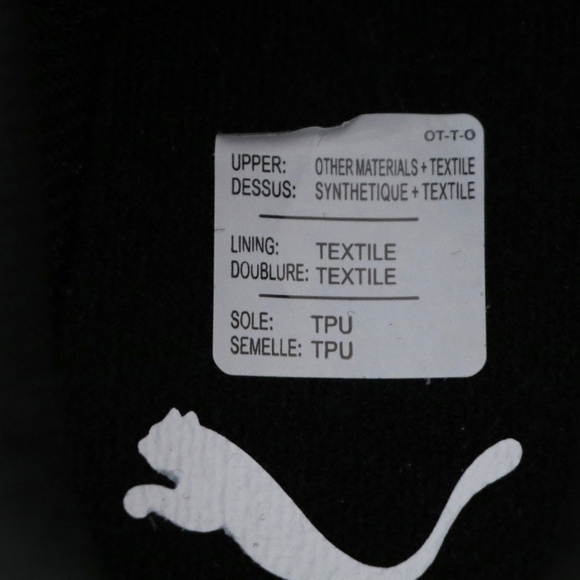 OT-T-O
UPPER: OTHER MATERIALS + TEXTILE
DESSUS: SYNTHETIQUE + TEXTILE
LINING: TEXTILE
DOUBLURE: TEXTILE
SOLE: TPU
SEMELLE: TPU